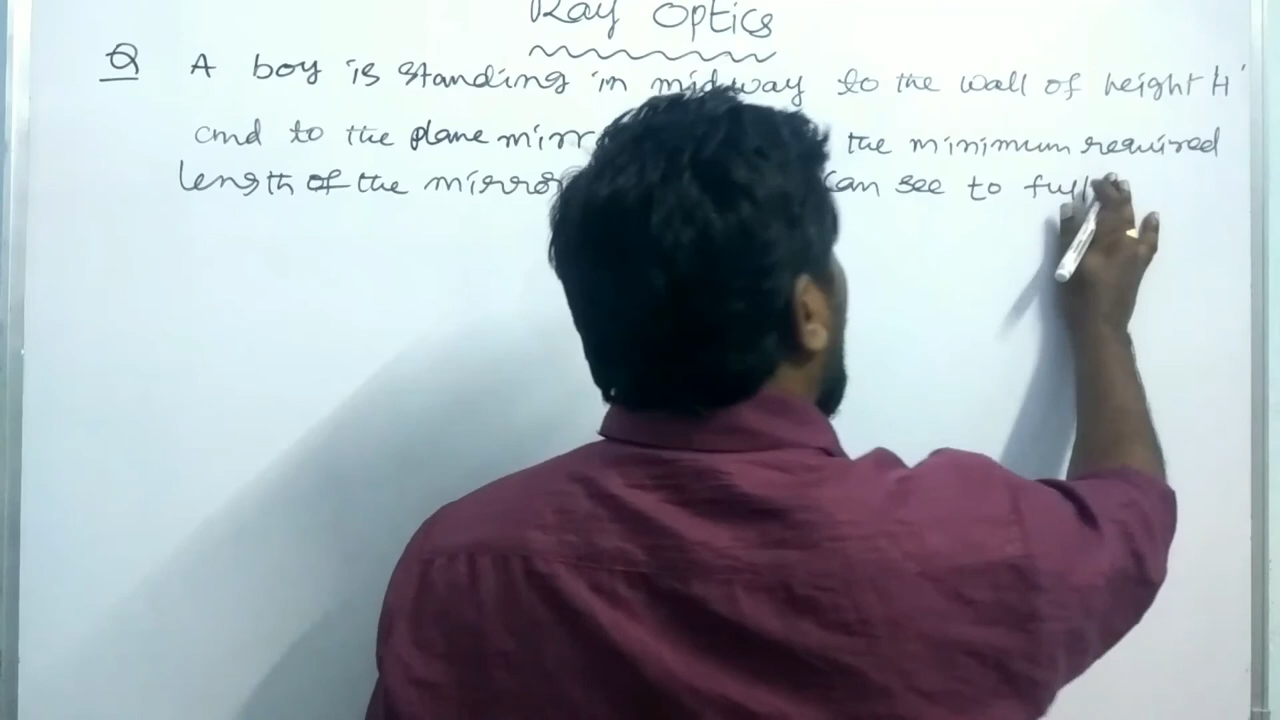 Ray Optics
Q A boy is standing in midway to the wall of height 'H'
and to the plane mirr the minimum required
length of the mirror can see to full